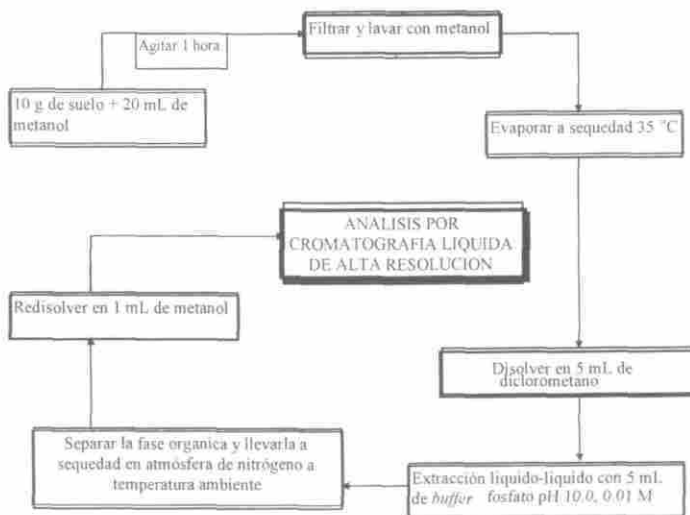 10 g de suelo + 20 mL de
metanol
Agitar 1 hora
Filtrar y lavar con metanol
Evaporar a sequedad 35 °C
Disolver en 5 mL de
diclorometano
Extracción liquido-liquido con 5 mL
de buffer fosfato pH 10.0, 0.01 M
Separar la fase organica y llevarla a
sequedad en atmósfera de nitrógeno a
temperatura ambiente
Redisolver en 1 mL de metanol
ANALISIS POR
CROMATOGRAFIA LIQUIDA
DE ALTA RESOLUCION